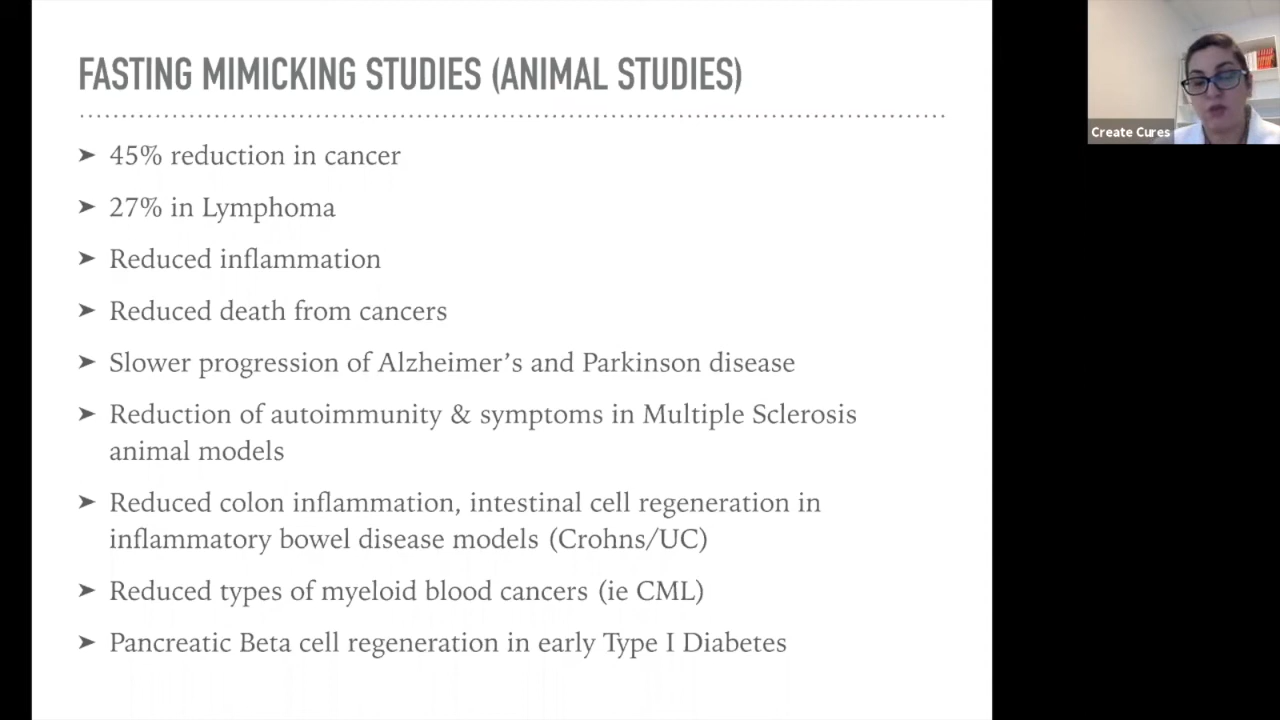 FASTING MIMICKING STUDIES (ANIMAL STUDIES)
➤ 45% reduction in cancer
➤ 27% in Lymphoma
➤ Reduced inflammation
➤ Reduced death from cancers
➤ Slower progression of Alzheimer’s and Parkinson disease
➤ Reduction of autoimmunity & symptoms in Multiple Sclerosis
animal models
➤ Reduced colon inflammation, intestinal cell regeneration in
inflammatory bowel disease models (Crohns/UC)
➤ Reduced types of myeloid blood cancers (ie CML)
➤ Pancreatic Beta cell regeneration in early Type I Diabetes
Create Cures